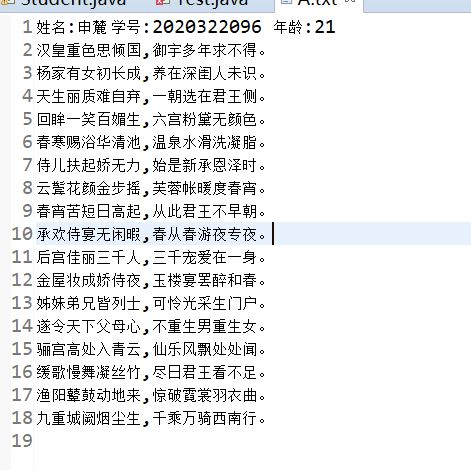 Student.java
Test.java
A.txt
1 姓名:申麓 学号:2020322096 年龄:21
2 汉皇重色思倾国,御宇多年求不得。
3 杨家有女初长成,养在深闺人未识。
4 天生丽质难自弃,一朝选在君王侧。
5 回眸一笑百媚生,六宫粉黛无颜色。
6 春寒赐浴华清池,温泉水滑洗凝脂。
7 侍儿扶起娇无力,始是新承恩泽时。
8 云鬓花颜金步摇,芙蓉帐暖度春宵。
9 春宵苦短日高起,从此君王不早朝。
10 承欢侍宴无闲暇,春从春游夜专夜。
11 后宫佳丽三千人,三千宠爱在一身。
12 金屋妆成娇侍夜,玉楼宴罢醉和春。
13 姊妹弟兄皆列士,可怜光采生门户。
14 遂令天下父母心,不重生男重生女。
15 骊宫高处入青云,仙乐风飘处处闻。
16 缓歌慢舞凝丝竹,尽日君王看不足。
17 渔阳鼙鼓动地来,惊破霓裳羽衣曲。
18 九重城阙烟尘生,千乘万骑西南行。
19